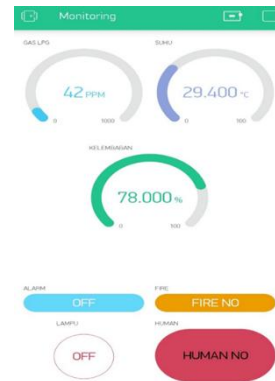 Monitoring
GAS LPG
SUHU
42 PPM
29.400 °C
0
1000
0
KELEMBABAN
78.000 %
0
100
ALARM
FIRE
OFF
FIRE NO
LAMPU
HUMAN
OFF
HUMAN NO